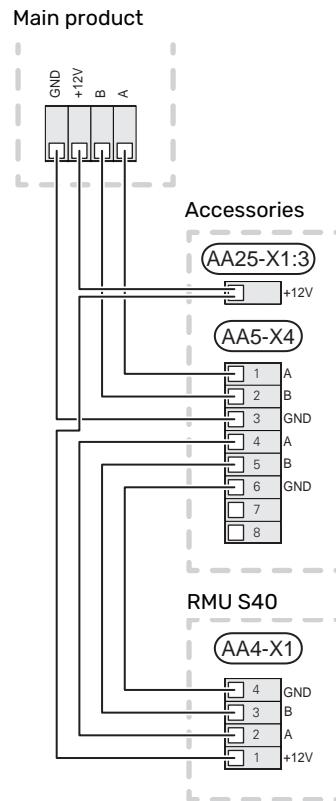 Main product
GND +12V B A
Accessories
AA25-X1:3
+12V
AA5-X4
1 A
2 B
3 GND
4 A
5 B
6 GND
7
8
RMU S40
AA4-X1
4 GND
3 B
2 A
1 +12V